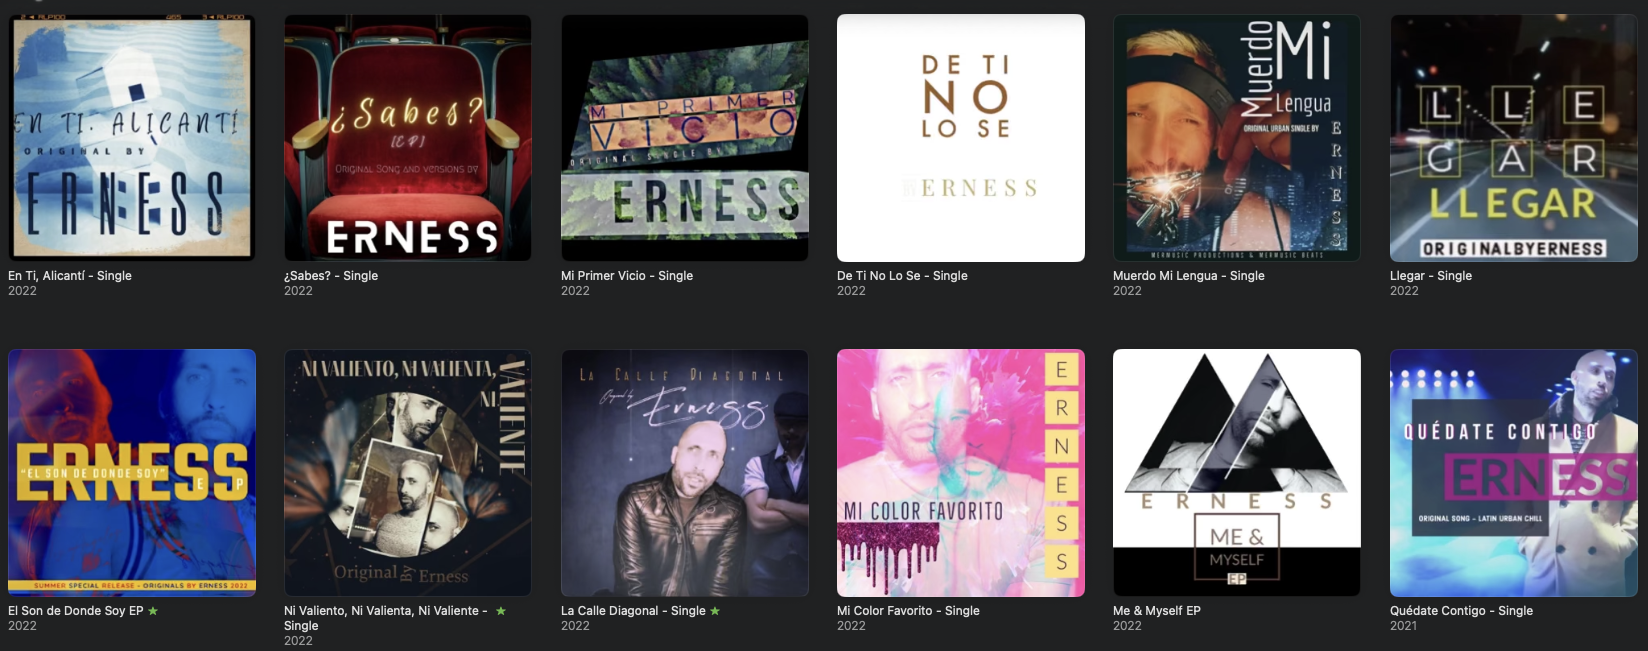 EN TI. ALICANTÍ
ORIGINAL BY
ERNESS
En Ti, Alicantí - Single
2022
¿Sabes?
[EP]
ORIGINAL SONG AND VERSIONS BY
ERNESS
¿Sabes? - Single
2022
MI PRIMER
VICIO
ORIGINAL SINGLE BY
ERNESS
Mi Primer Vicio - Single
2022
DE TI
NO
LO SE
BY ERNESS
De Ti No Lo Se - Single
2022
Muerdo
Mi
Lengua
ORIGINAL URBAN SINGLE BY
ERNESS
MERMUSIC PRODUCTIONS & MERMUSIC BEATS
Muerdo Mi Lengua - Single
2022
LLE
GAR
LLEGAR
ORIGINALBYERNESS
Llegar - Single
2022
ERNESS
"EL SON DE DONDE SOY"
E P
SUMMER SPECIAL RELEASE - ORIGINALS BY ERNESS 2022
El Son de Donde Soy EP
2022
NI VALIENTO, NI VALIENTA,
NI
VALIENTE
Original BY Erness
Ni Valiento, Ni Valienta, Ni Valiente -
Single
2022
LA CALLE DIAGONAL
Original by
Erness
La Calle Diagonal - Single
2022
ERNESS
MI COLOR FAVORITO
Mi Color Favorito - Single
2022
ERNESS
ME &
MYSELF
EP
Me & Myself EP
2022
QUÉDATE CONTIGO
ERNESS
ORIGINAL SONG - LATIN URBAN CHILL
Quédate Contigo - Single
2021